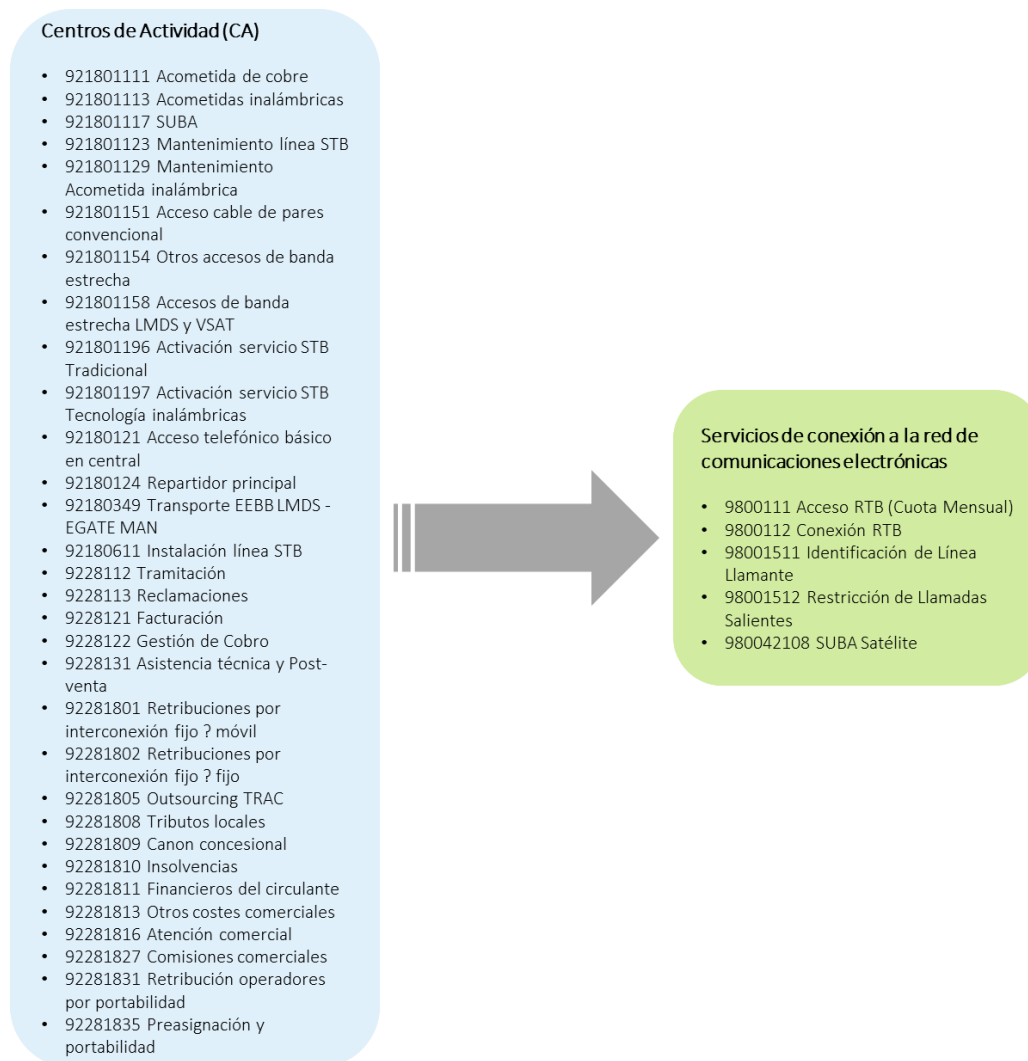 Centros de Actividad (CA)
• 921801111 Acometida de cobre
• 921801113 Acometidas inalámbricas
• 921801117 SUBA
• 921801123 Mantenimiento línea STB
• 921801129 Mantenimiento
Acometida inalámbrica
• 921801151 Acceso cable de pares
convencional
• 921801154 Otros accesos de banda
estrecha
• 921801158 Accesos de banda
estrecha LMDS y VSAT
• 921801196 Activación servicio STB
Tradicional
• 921801197 Activación servicio STB
Tecnología inalámbricas
• 92180121 Acceso telefónico básico
en central
• 92180124 Repartidor principal
• 92180349 Transporte EEBB LMDS -
EGATE MAN
• 92180611 Instalación línea STB
• 9228112 Tramitación
• 9228113 Reclamaciones
• 9228121 Facturación
• 9228122 Gestión de Cobro
• 9228131 Asistencia técnica y Post-
venta
• 92281801 Retribuciones por
interconexión fijo ? móvil
• 92281802 Retribuciones por
interconexión fijo ? fijo
• 92281805 Outsourcing TRAC
• 92281808 Tributos locales
• 92281809 Canon concesional
• 92281810 Insolvencias
• 92281811 Financieros del circulante
• 92281813 Otros costes comerciales
• 92281816 Atención comercial
• 92281827 Comisiones comerciales
• 92281831 Retribución operadores
por portabilidad
• 92281835 Preasignación y
portabilidad
Servicios de conexión a la red de
comunicaciones electrónicas
• 9800111 Acceso RTB (Cuota Mensual)
• 9800112 Conexión RTB
• 98001511 Identificación de Línea
Llamante
• 98001512 Restricción de Llamadas
Salientes
• 980042108 SUBA Satélite